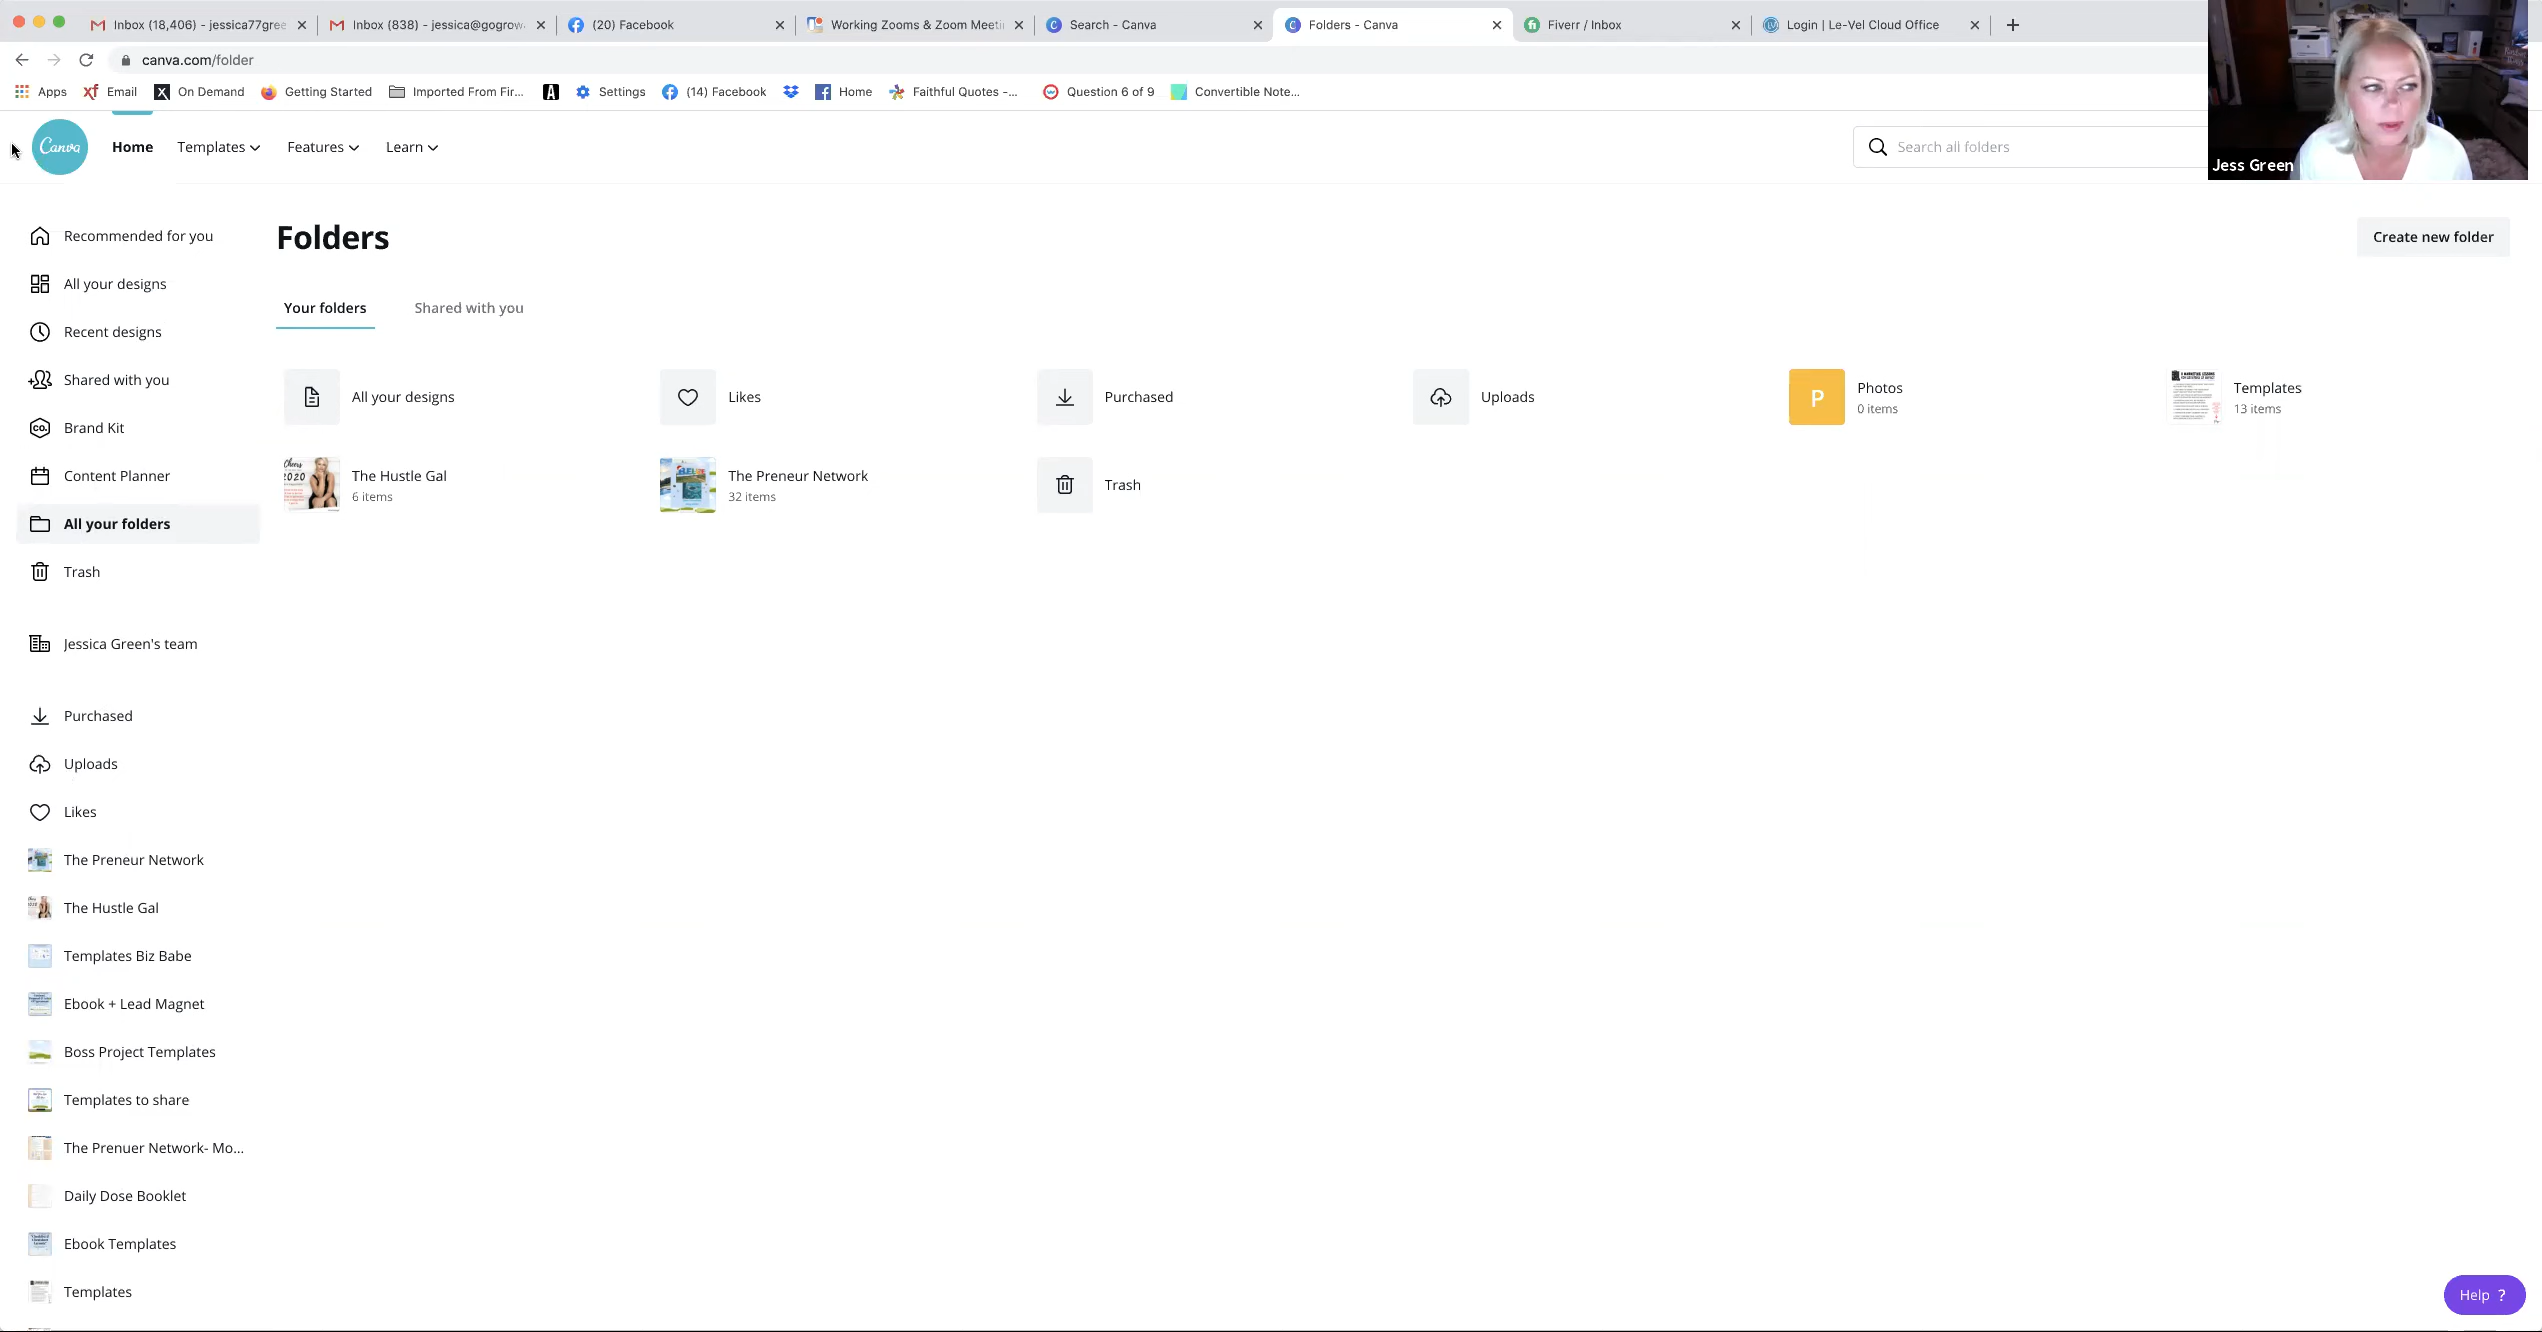 Inbox (18,406) - jessica77gree
Inbox (838) - jessica@gogrow
(20) Facebook
Working Zooms & Zoom Meeti
Search - Canva
Folders - Canva
Fiverr / Inbox
Login | Le-Vel Cloud Office
canva.com/folder
Apps
Email
On Demand
Getting Started
Imported From Fir...
Settings
(14) Facebook
Home
Faithful Quotes -...
Question 6 of 9
Convertible Note...
Canva
Home
Templates
Features
Learn
Search all folders
Jess Green
Recommended for you
All your designs
Recent designs
Shared with you
Brand Kit
Content Planner
All your folders
Trash
Jessica Green's team
Purchased
Uploads
Likes
The Preneur Network
The Hustle Gal
Templates Biz Babe
Ebook + Lead Magnet
Boss Project Templates
Templates to share
The Prenuer Network- Mo...
Daily Dose Booklet
Ebook Templates
Templates
Folders
Create new folder
Your folders
Shared with you
All your designs
Likes
Purchased
Uploads
P
Photos
0 items
Templates
13 items
Cheers
2020
The Hustle Gal
6 items
The Preneur Network
32 items
Trash
Help ?